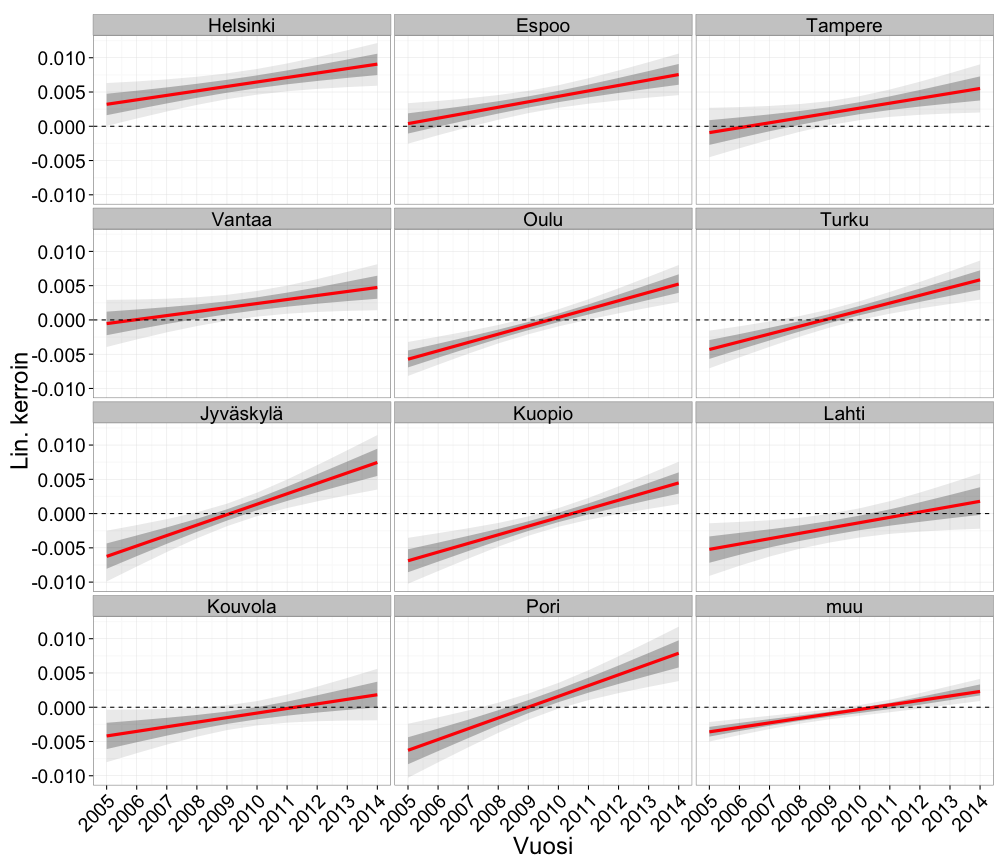 Helsinki Espoo Tampere
0.010
0.005
0.000
-0.005
-0.010
Vantaa Oulu Turku
0.010
0.005
0.000
-0.005
-0.010
Lin. kerroin
Jyväskylä Kuopio Lahti
0.010
0.005
0.000
-0.005
-0.010
Kouvola Pori muu
0.010
0.005
0.000
-0.005
-0.010
2005 2006 2007 2008 2009 2010 2011 2012 2013 2014 2005 2006 2007 2008 2009 2010 2011 2012 2013 2014 2005 2006 2007 2008 2009 2010 2011 2012 2013 2014
Vuosi